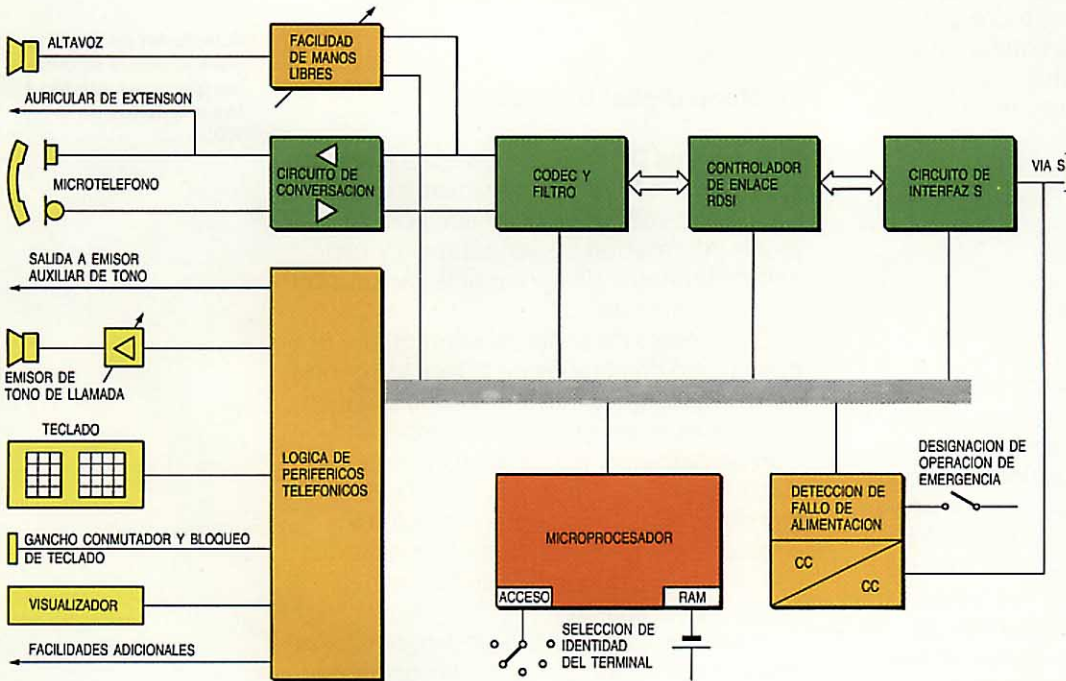 ALTAVOZ
FACILIDAD
DE MANOS
LIBRES
AURICULAR DE EXTENSION
MICROTELEFONO
CIRCUITO DE
CONVERSACION
CODEC Y
FILTRO
CONTROLADOR
DE ENLACE
RDSI
CIRCUITO DE
INTERFAZ S
VIA S
SALIDA A EMISOR
AUXILIAR DE TONO
EMISOR DE
TONO DE LLAMADA
TECLADO
LOGICA DE
PERIFERICOS
TELEFONICOS
GANCHO CONMUTADOR Y BLOQUEO
DE TECLADO
VISUALIZADOR
FACILIDADES ADICIONALES
MICROPROCESADOR
ACCESO
RAM
SELECCION DE
IDENTIDAD
DEL TERMINAL
DETECCION DE
FALLO DE
ALIMENTACION
CC
CC
DESIGNACION DE
OPERACION DE
EMERGENCIA